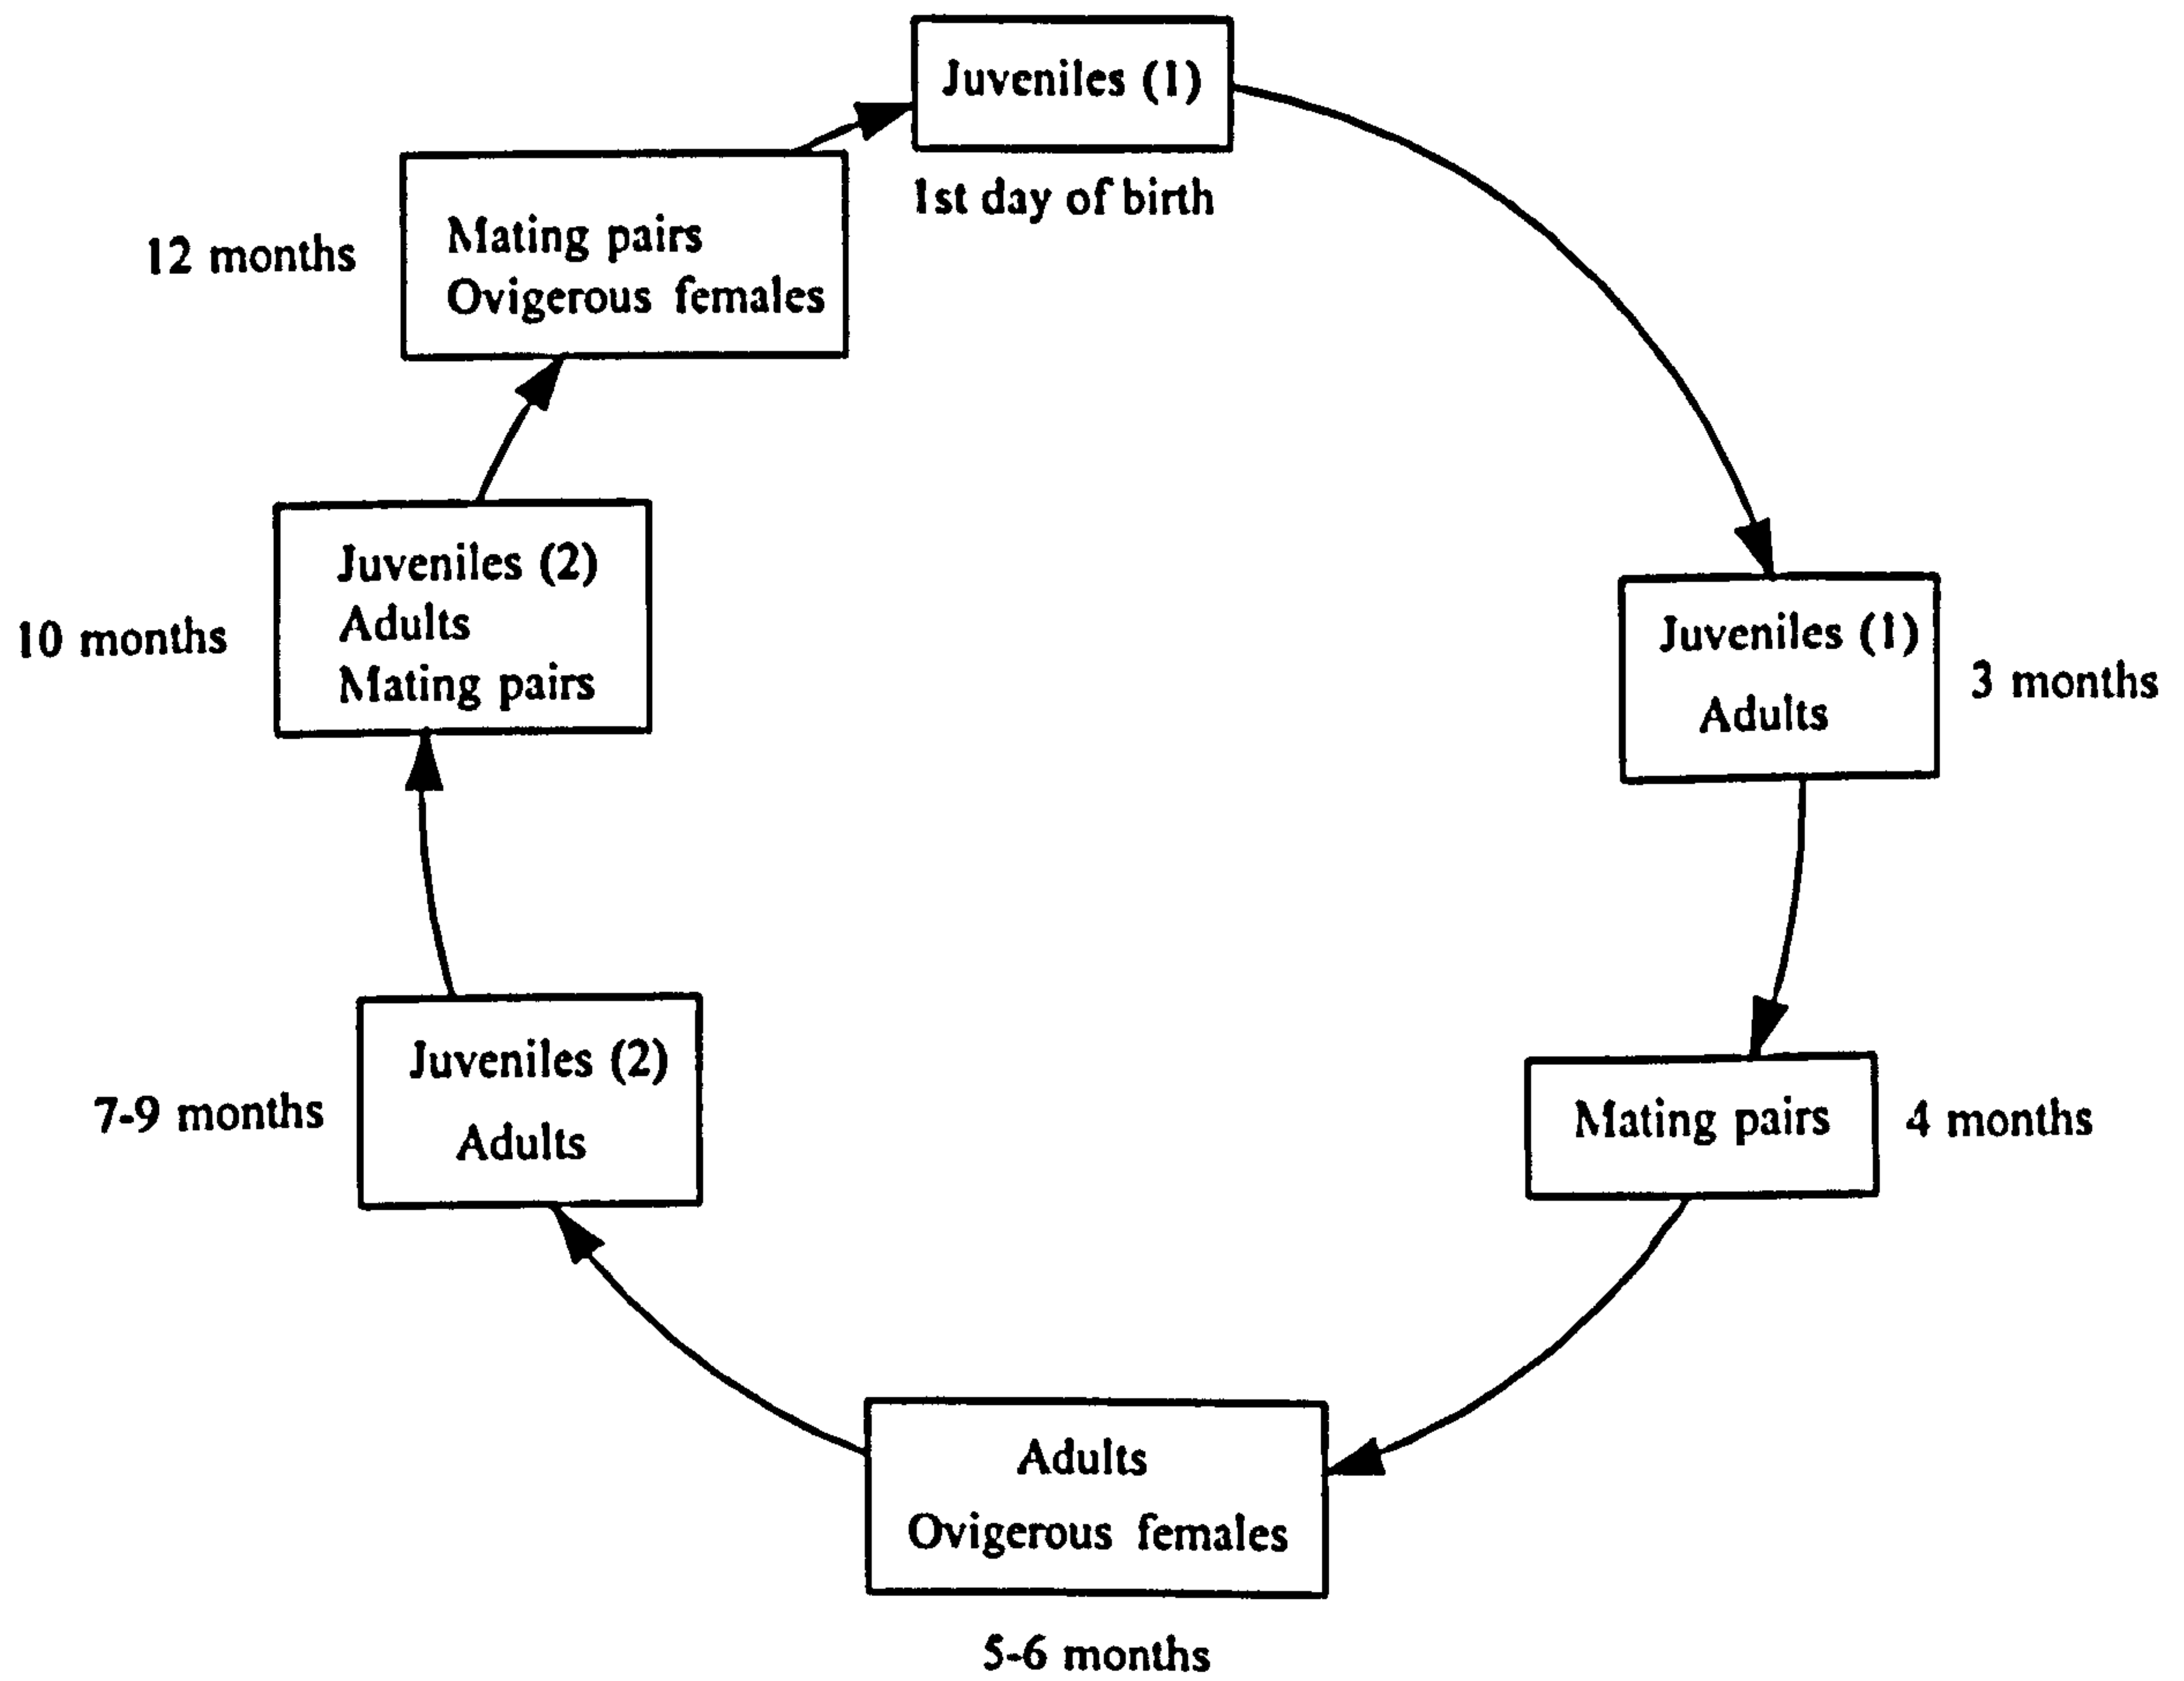 Juveniles (1)
1st day of birth
Juveniles (1)
Adults
3 months
Mating pairs
4 months
Adults
Ovigerous females
5-6 months
Juveniles (2)
Adults
7-9 months
Juveniles (2)
Adults
Mating pairs
10 months
Mating pairs
Ovigerous females
12 months